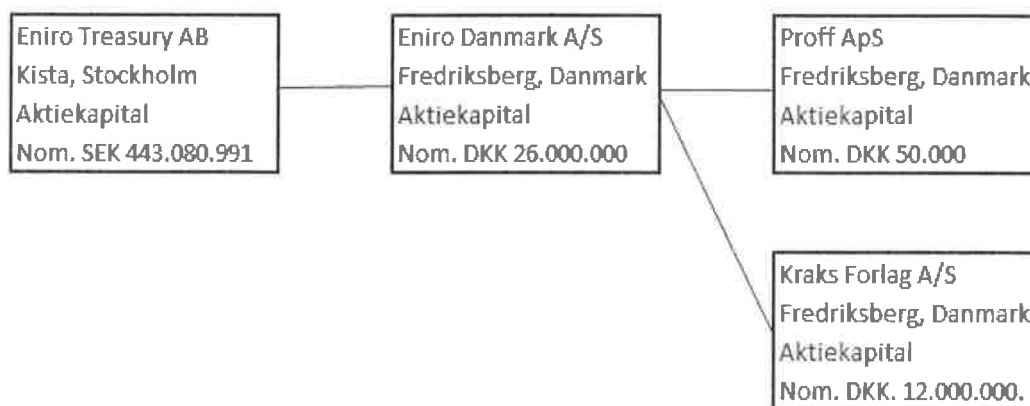 Eniro Treasury AB
Kista, Stockholm
Aktiekapital
Nom. SEK 443.080.991
Eniro Danmark A/S
Fredriksberg, Danmark
Aktiekapital
Nom. DKK 26.000.000
Proff ApS
Fredriksberg, Danmark
Aktiekapital
Nom. DKK 50.000
Kraks Forlag A/S
Fredriksberg, Danmark
Aktiekapital
Nom. DKK. 12.000.000.